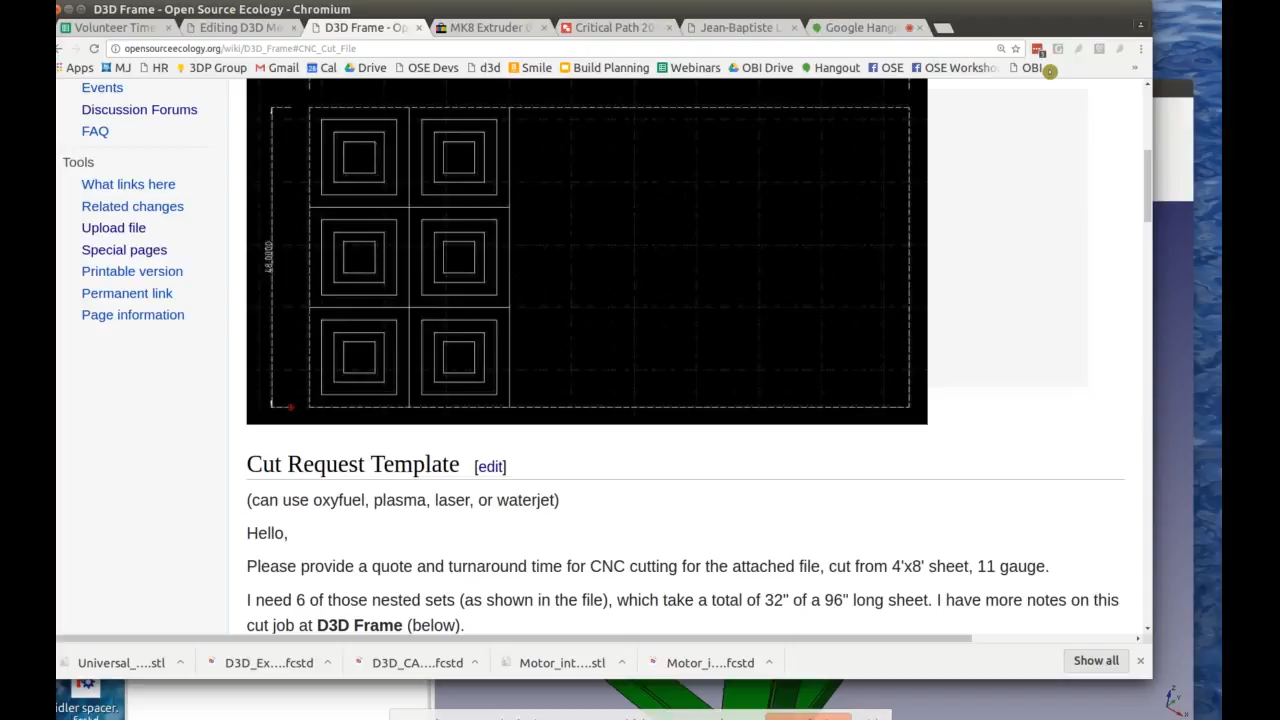 D3D Frame - Open Source Ecology - Chromium
Volunteer Time
Editing D3D Me
D3D Frame - Op
MK8 Extruder
Critical Path 20
Jean-Baptiste L
Google Hang
opensourceecology.org/wiki/D3D_Frame#CNC_Cut_File
Apps MJ HR 3DP Group Gmail Cal Drive OSE Devs d3d Smile Build Planning Webinars OBI Drive Hangout OSE OSE Worksho OBI »
Events
Discussion Forums
FAQ
Tools
What links here
Related changes
Upload file
Special pages
Printable version
Permanent link
Page information
48.0000
Cut Request Template [edit]
(can use oxyfuel, plasma, laser, or waterjet)
Hello,
Please provide a quote and turnaround time for CNC cutting for the attached file, cut from 4'x8' sheet, 11 gauge.
I need 6 of those nested sets (as shown in the file), which take a total of 32" of a 96" long sheet. I have more notes on this
cut job at D3D Frame (below).
Universal_....stl
D3D_Ex....fcstd
D3D_CA....fcstd
Motor_int....stl
Motor_i....fcstd
Show all
idler spacer.
fcstd
Z
Y
X